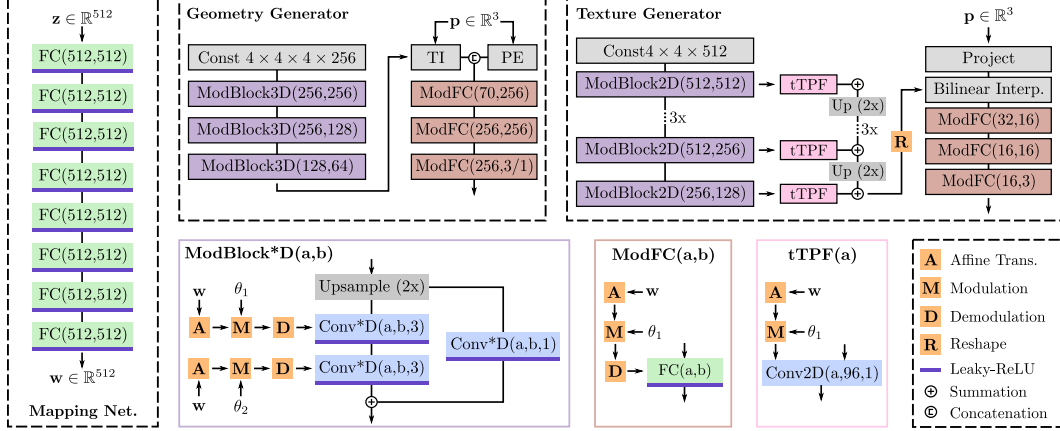 z ∈ ℝ^512
FC(512,512)
FC(512,512)
FC(512,512)
FC(512,512)
FC(512,512)
FC(512,512)
FC(512,512)
FC(512,512)
w ∈ ℝ^512
Mapping Net.
Geometry Generator
p ∈ ℝ^3
Const 4 × 4 × 4 × 256
TI
C
PE
ModBlock3D(256,256)
ModFC(70,256)
ModBlock3D(256,128)
ModFC(256,256)
ModBlock3D(128,64)
ModFC(256,3/1)
Texture Generator
p ∈ ℝ^3
Const4 × 4 × 512
Project
ModBlock2D(512,512)
tTPF
Bilinear Interp.
Up (2x)
3x
3x
ModFC(32,16)
R
ModBlock2D(512,256)
tTPF
ModFC(16,16)
Up (2x)
ModFC(16,3)
ModBlock2D(256,128)
tTPF
ModBlock*D(a,b)
w
θ_1
Upsample (2x)
A
M
D
Conv*D(a,b,3)
Conv*D(a,b,1)
A
M
D
Conv*D(a,b,3)
w
θ_2
ModFC(a,b)
A
w
M
θ_1
D
FC(a,b)
tTPF(a)
A
w
M
θ_1
Conv2D(a,96,1)
A Affine Trans.
M Modulation
D Demodulation
R Reshape
Leaky-ReLU
Summation
C Concatenation